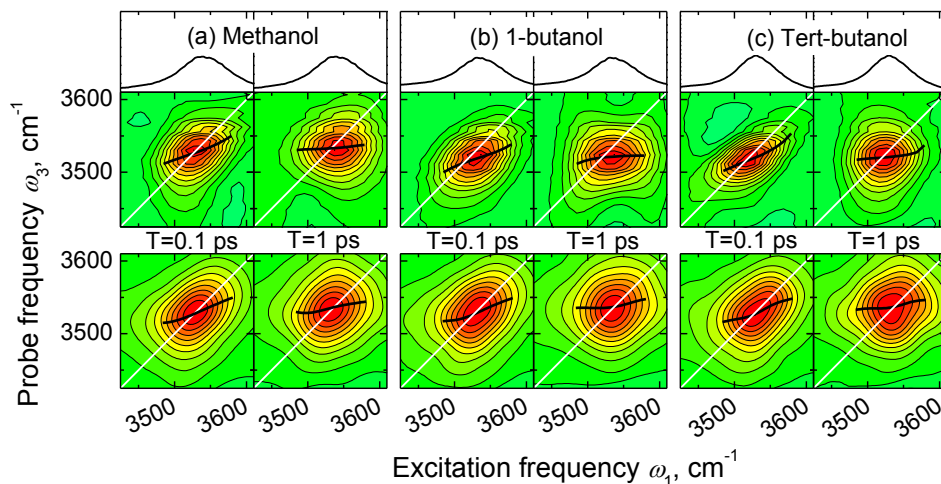 (a) Methanol
(b) 1-butanol
(c) Tert-butanol
3600
3500
T=0.1 ps T=1 ps
T=0.1 ps T=1 ps
T=0.1 ps T=1 ps
3600
3500
Probe frequency ω₃, cm⁻¹
3500 3600 3500 3600
3500 3600 3500 3600
3500 3600 3500 3600
Excitation frequency ω₁, cm⁻¹